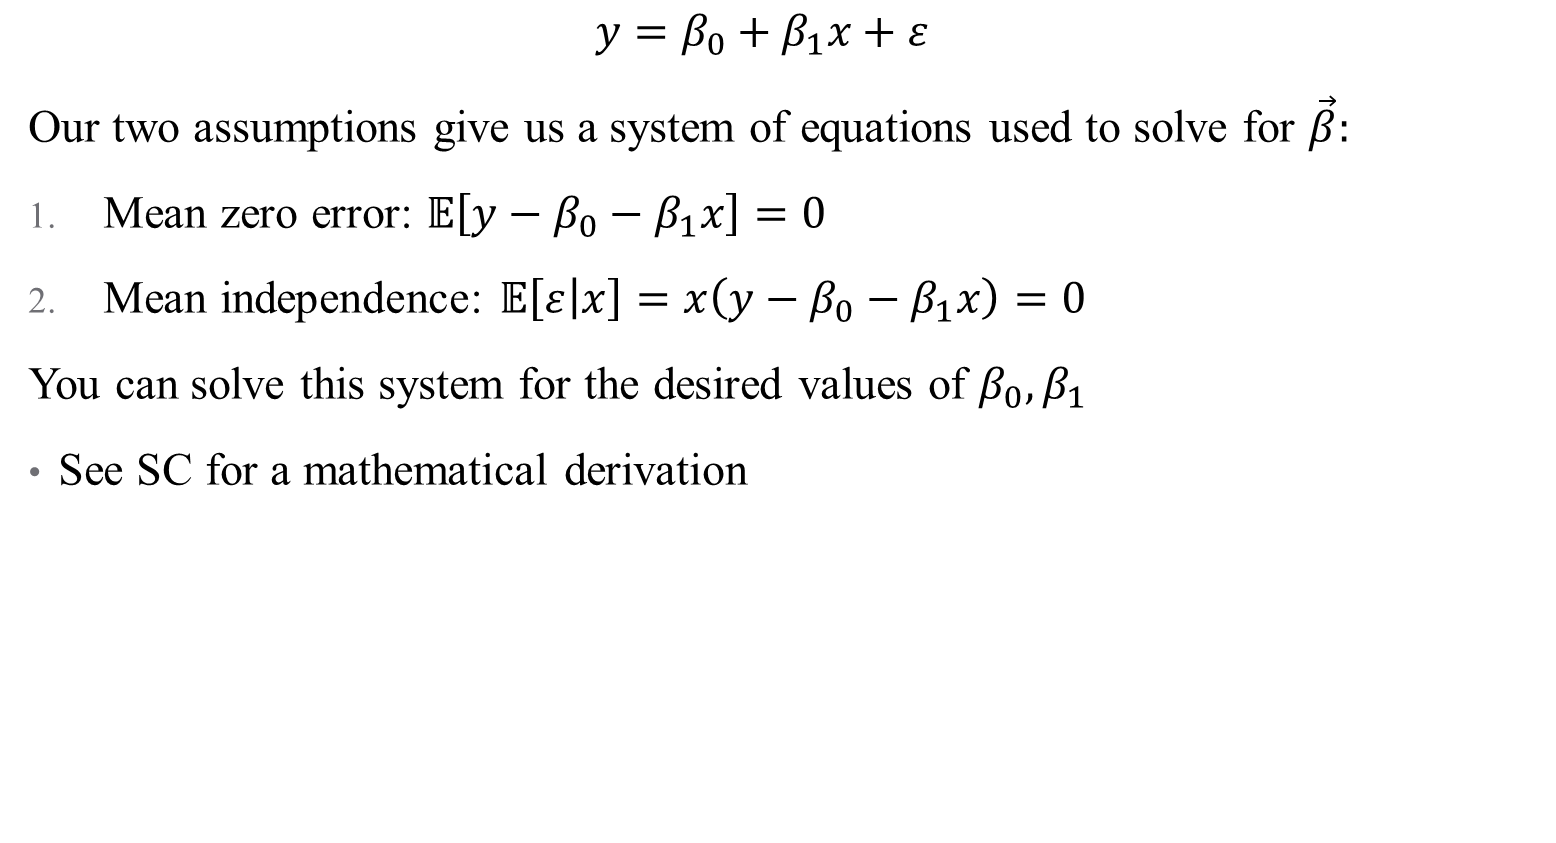 y = β₀ + β₁x + ε
Our two assumptions give us a system of equations used to solve for β⃗:
1. Mean zero error: 𝔼[y − β₀ − β₁x] = 0
2. Mean independence: 𝔼[ε|x] = x(y − β₀ − β₁x) = 0
You can solve this system for the desired values of β₀, β₁
• See SC for a mathematical derivation